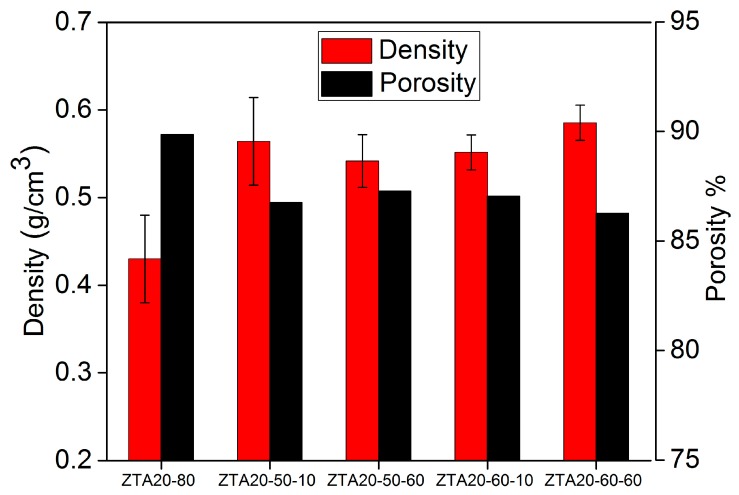 Density
Porosity
Density (g/cm³)
0.7
0.6
0.5
0.4
0.3
0.2
Porosity %
95
90
85
80
75
ZTA20-80 ZTA20-50-10 ZTA20-50-60 ZTA20-60-10 ZTA20-60-60